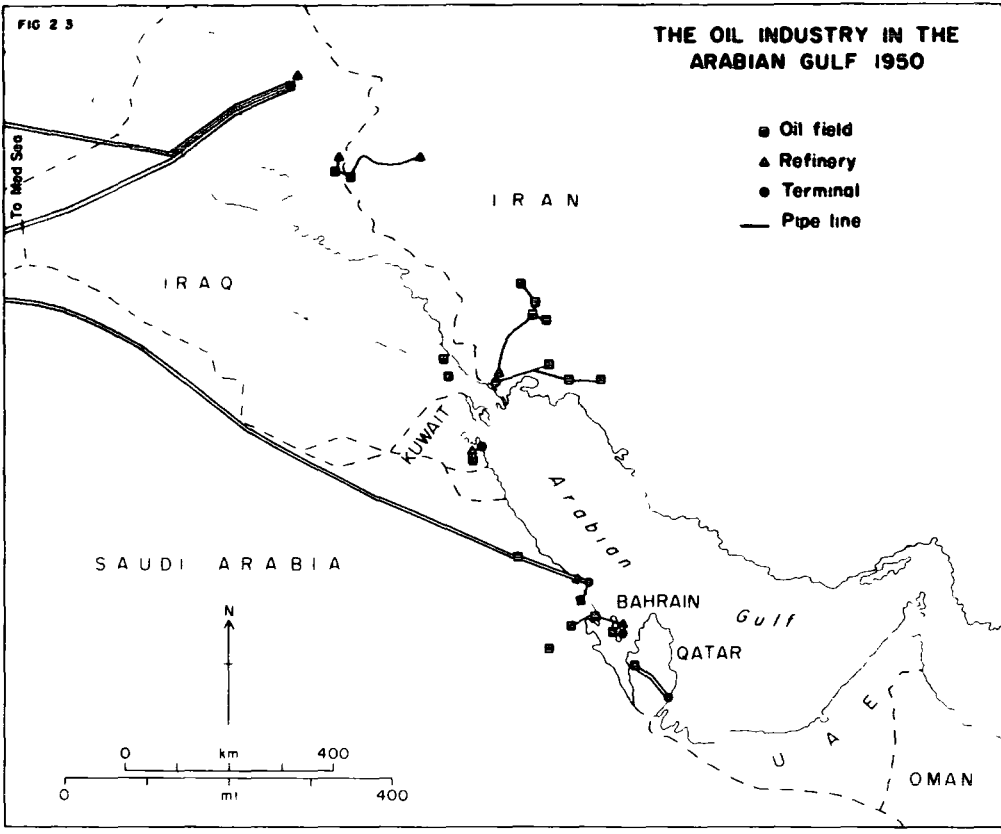 FIG 2 3
THE OIL INDUSTRY IN THE
ARABIAN GULF 1950
Oil field
Refinery
Terminal
Pipe line
To Med Sea
IRAN
IRAQ
KUWAIT
Arabian
Gulf
SAUDI ARABIA
BAHRAIN
QATAR
N
UAE
OMAN
0 km 400
0 mi 400